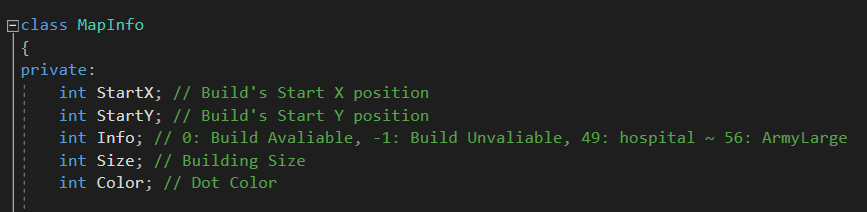 class MapInfo
{
private:
int StartX; // Build's Start X position
int StartY; // Build's Start Y position
int Info; // 0: Build Avaliable, -1: Build Unvaliable, 49: hospital ~ 56: ArmyLarge
int Size; // Building Size
int Color; // Dot Color